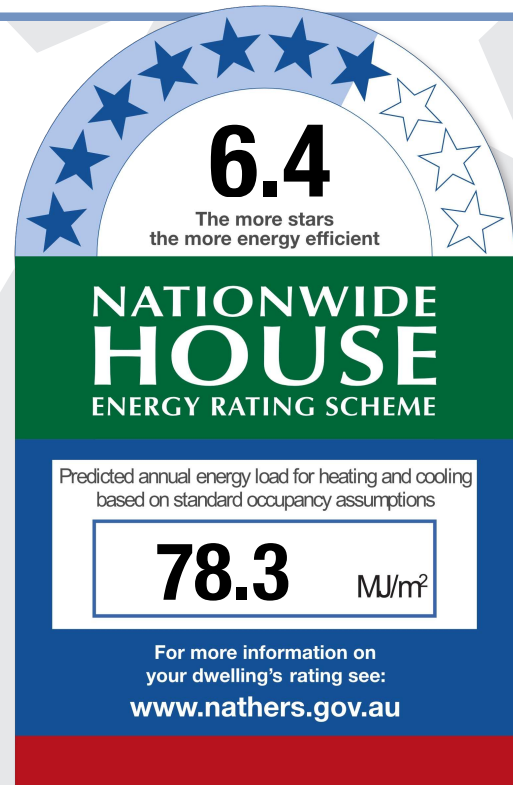 6.4
The more stars
the more energy efficient
NATIONWIDE
HOUSE
ENERGY RATING SCHEME
Predicted annual energy load for heating and cooling
based on standard occupancy assumptions
78.3 MJ/m²
For more information on
your dwelling's rating see:
www.nathers.gov.au